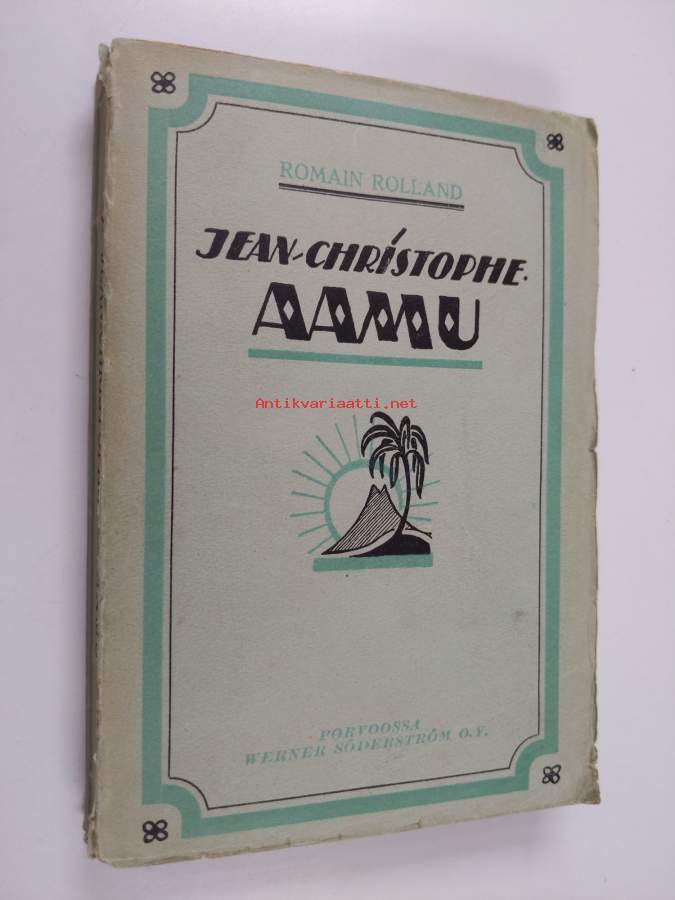 ROMAIN ROLLAND
JEAN-CHRISTOPHE.
AAMU
Antikvariaatti.net
PORVOOSSA
WERNER SÖDERSTRÖM O.Y.